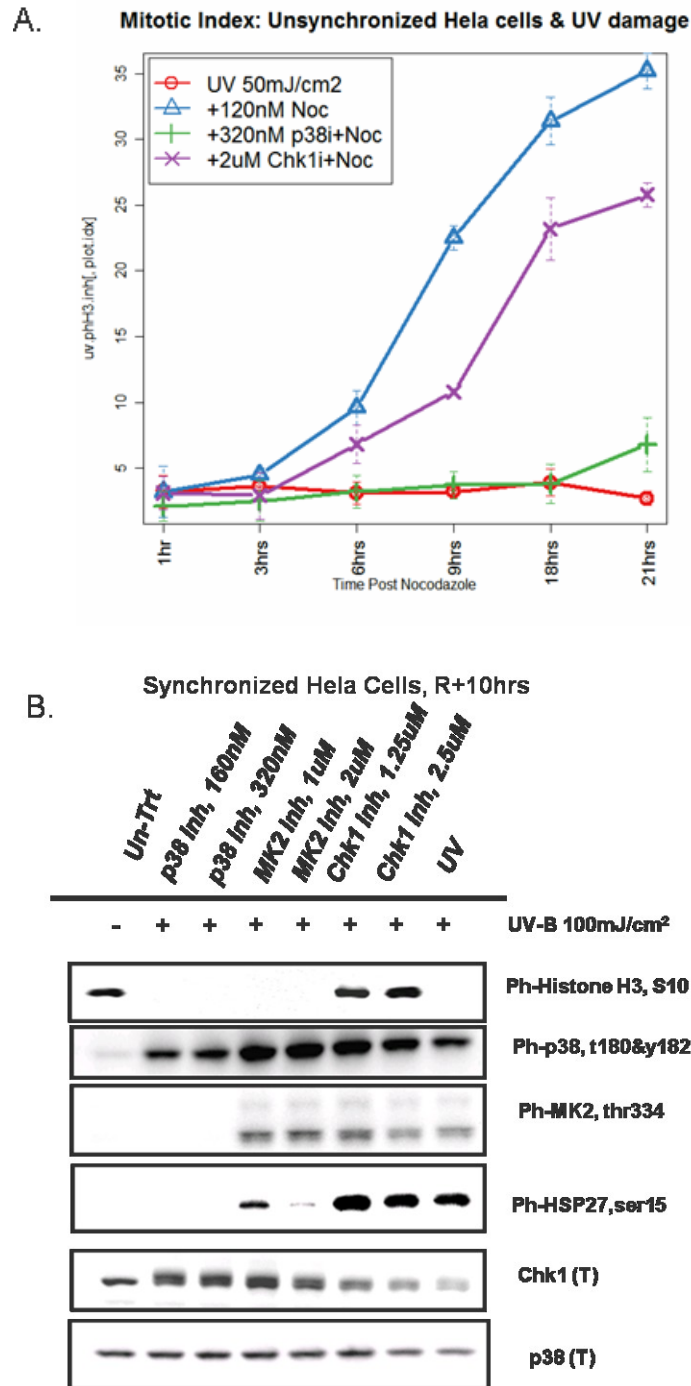 A.
Mitotic Index: Unsynchronized Hela cells & UV damage
UV 50mJ/cm2
+120nM Noc
+320nM p38i+Noc
+2uM Chk1i+Noc
uv.phH3.inh[, plot.idx]
35
30
25
20
15
10
5
1hr
3hrs
6hrs
9hrs
18hrs
21hrs
Time Post Nocodazole
B.
Synchronized Hela Cells, R+10hrs
Un-Trt
p38 Inh, 160nM
p38 Inh, 320nM
MK2 Inh, 1uM
MK2 Inh, 2uM
Chk1 Inh, 1.25uM
Chk1 Inh, 2.5uM
UV
- + + + + + + + UV-B 100mJ/cm²
Ph-Histone H3, S10
Ph-p38, t180&y182
Ph-MK2, thr334
Ph-HSP27,ser15
Chk1 (T)
p38 (T)